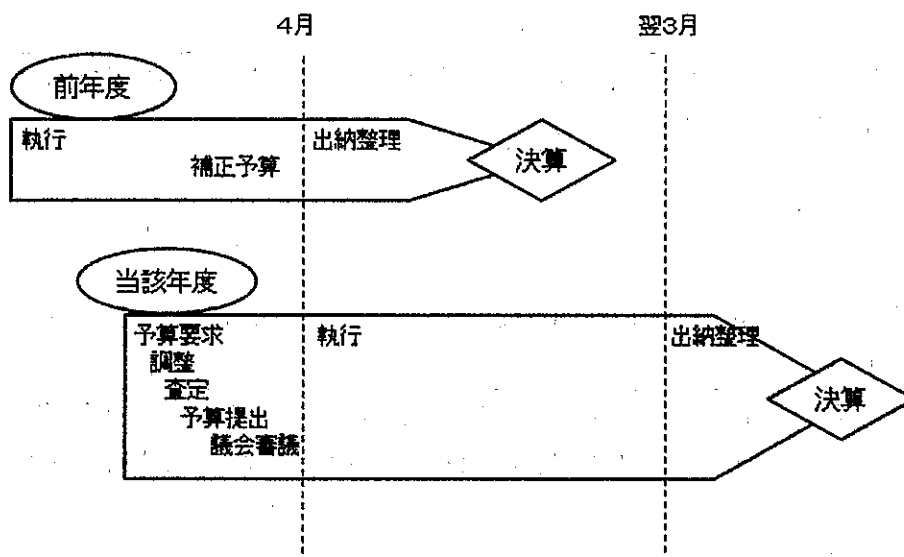 4月
翌3月
前年度
執行
出納整理
補正予算
決算
当該年度
予算要求
執行
出納整理
調整
査定
予算提出
議会審議
決算